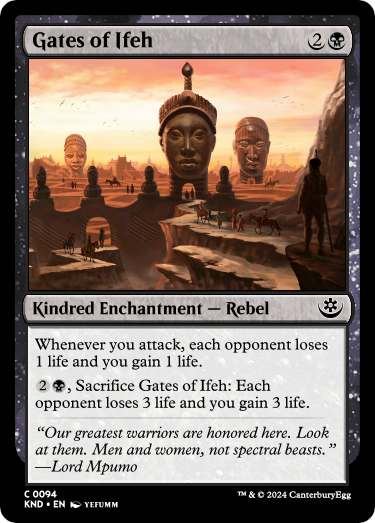 Gates of Ifeh 2
Kindred Enchantment — Rebel
Whenever you attack, each opponent loses
1 life and you gain 1 life.
2, Sacrifice Gates of Ifeh: Each
opponent loses 3 life and you gain 3 life.
“Our greatest warriors are honored here. Look
at them. Men and women, not spectral beasts.”
—Lord Mpumo
C 0094
KND • EN YEFUMM
™ & © 2024 CanterburyEgg